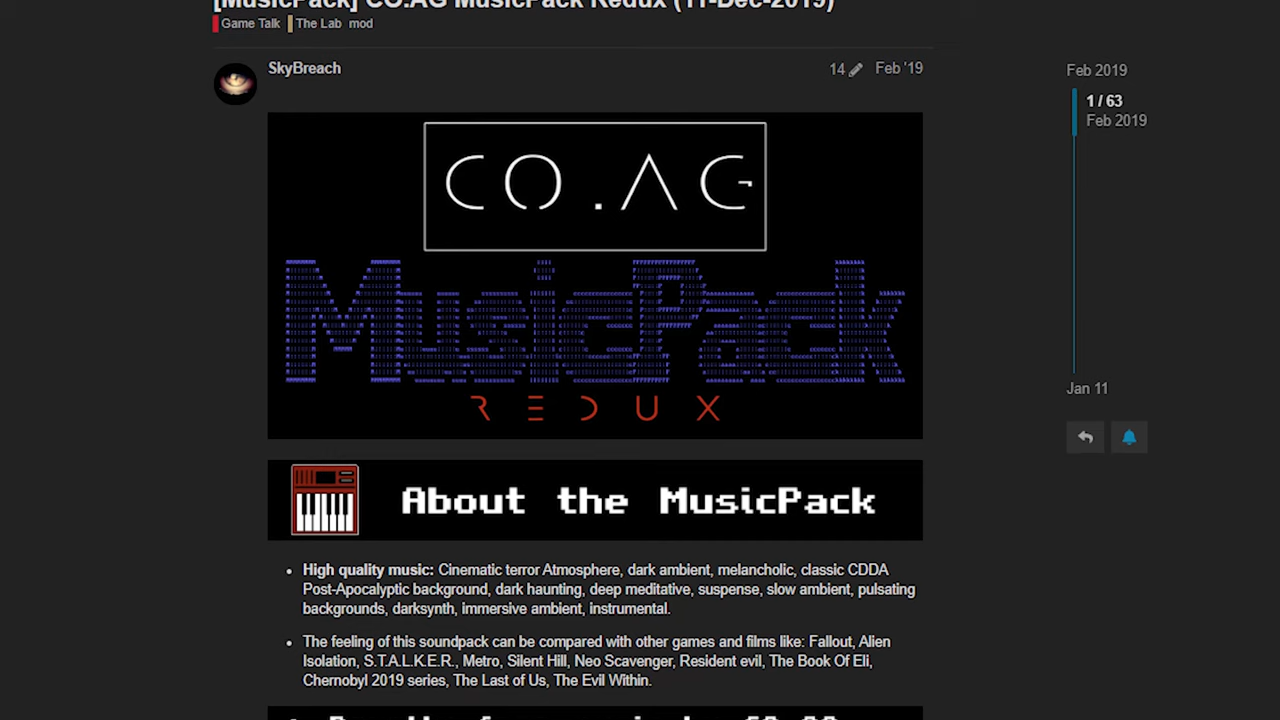 [MusicPack] CO.AG MusicPack Redux (11-Dec-2019)
Game Talk The Lab mod
SkyBreach 14 Feb '19
Feb 2019
1 / 63
Feb 2019
CO.AG
MusicPack
REDUX
Jan 11
About the MusicPack
• High quality music: Cinematic terror Atmosphere, dark ambient, melancholic, classic CDDA
Post-Apocalyptic background, dark haunting, deep meditative, suspense, slow ambient, pulsating
backgrounds, darksynth, immersive ambient, instrumental.
• The feeling of this soundpack can be compared with other games and films like: Fallout, Alien
Isolation, S.T.A.L.K.E.R., Metro, Silent Hill, Neo Scavenger, Resident evil, The Book Of Eli,
Chernobyl 2019 series, The Last of Us, The Evil Within.